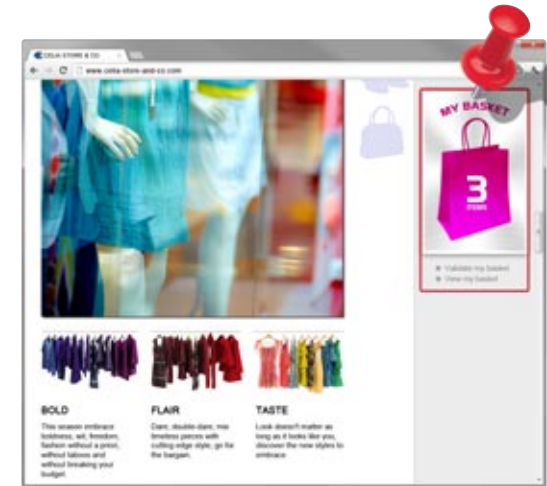 CELIA-STORE & CO
www.celia-store-and-co.com
MY BASKET
3
ITEMS
Validate my basket
View my basket
BOLD
This season embrace
boldness, wit, freedom,
fashion without a priori,
without taboos and
without breaking your
budget.
FLAIR
Dare, double-dare, mix
timeless pieces with
cutting edge style, go for
the bargain.
TASTE
Look doesn't matter as
long as it looks like you,
discover the new styles to
embrace